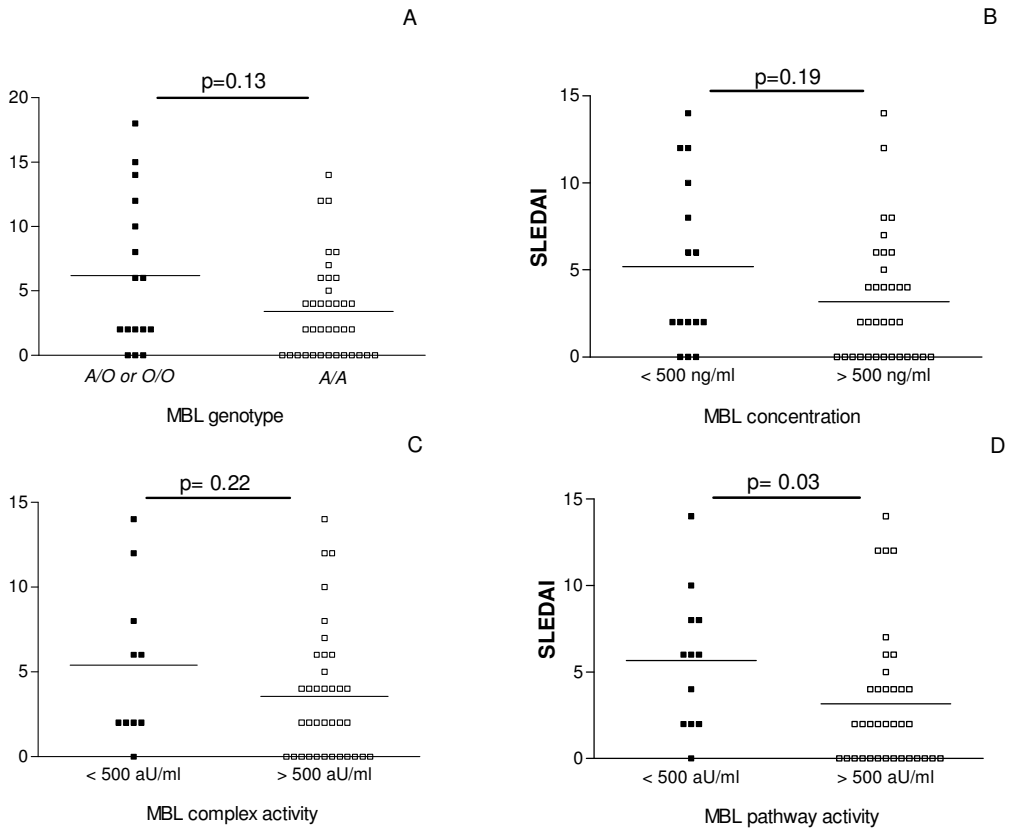 A
p=0.13
20
15
10
5
0
A/O or O/O
A/A
MBL genotype
B
p=0.19
SLEDAI
15
10
5
0
< 500 ng/ml
> 500 ng/ml
MBL concentration
C
p= 0.22
15
10
5
0
< 500 aU/ml
> 500 aU/ml
MBL complex activity
D
p= 0.03
SLEDAI
15
10
5
0
< 500 aU/ml
> 500 aU/ml
MBL pathway activity